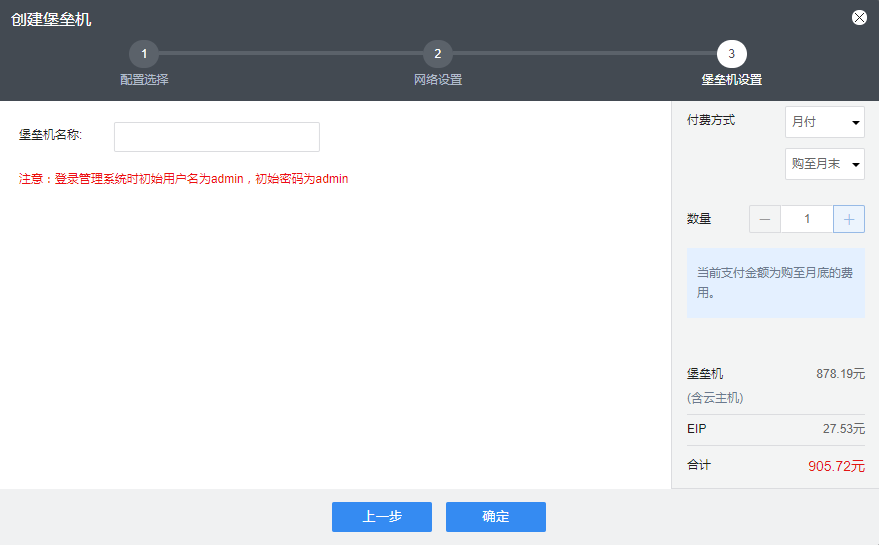 创建堡垒机
1
2
3
配置选择
网络设置
堡垒机设置
堡垒机名称:
注意：登录管理系统时初始用户名为admin，初始密码为admin
付费方式
月付
购至月末
数量
1
当前支付金额为购至月底的费
用。
堡垒机
878.19元
(含云主机)
EIP
27.53元
合计
905.72元
上一步
确定